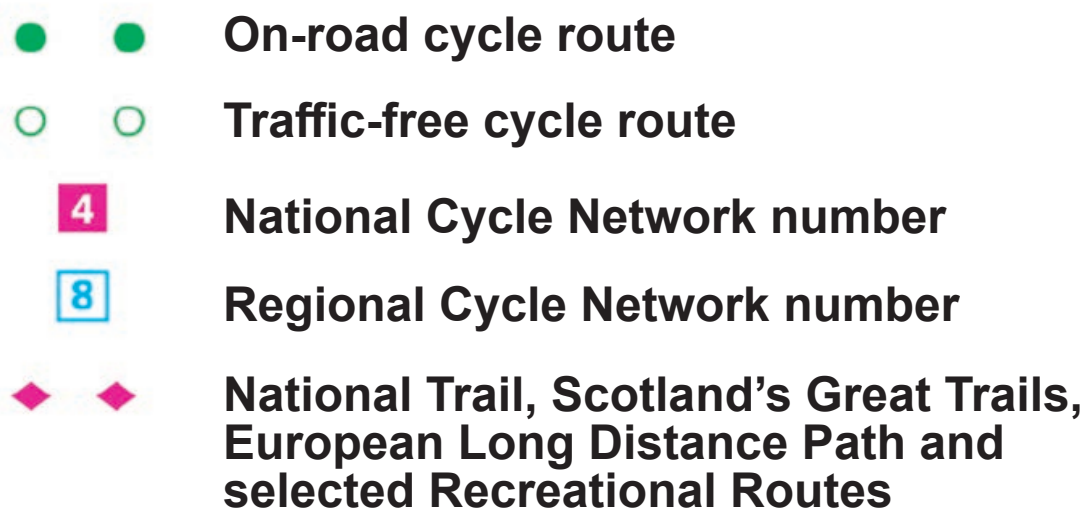 On-road cycle route
Traffic-free cycle route
4 National Cycle Network number
8 Regional Cycle Network number
National Trail, Scotland’s Great Trails,
European Long Distance Path and
selected Recreational Routes